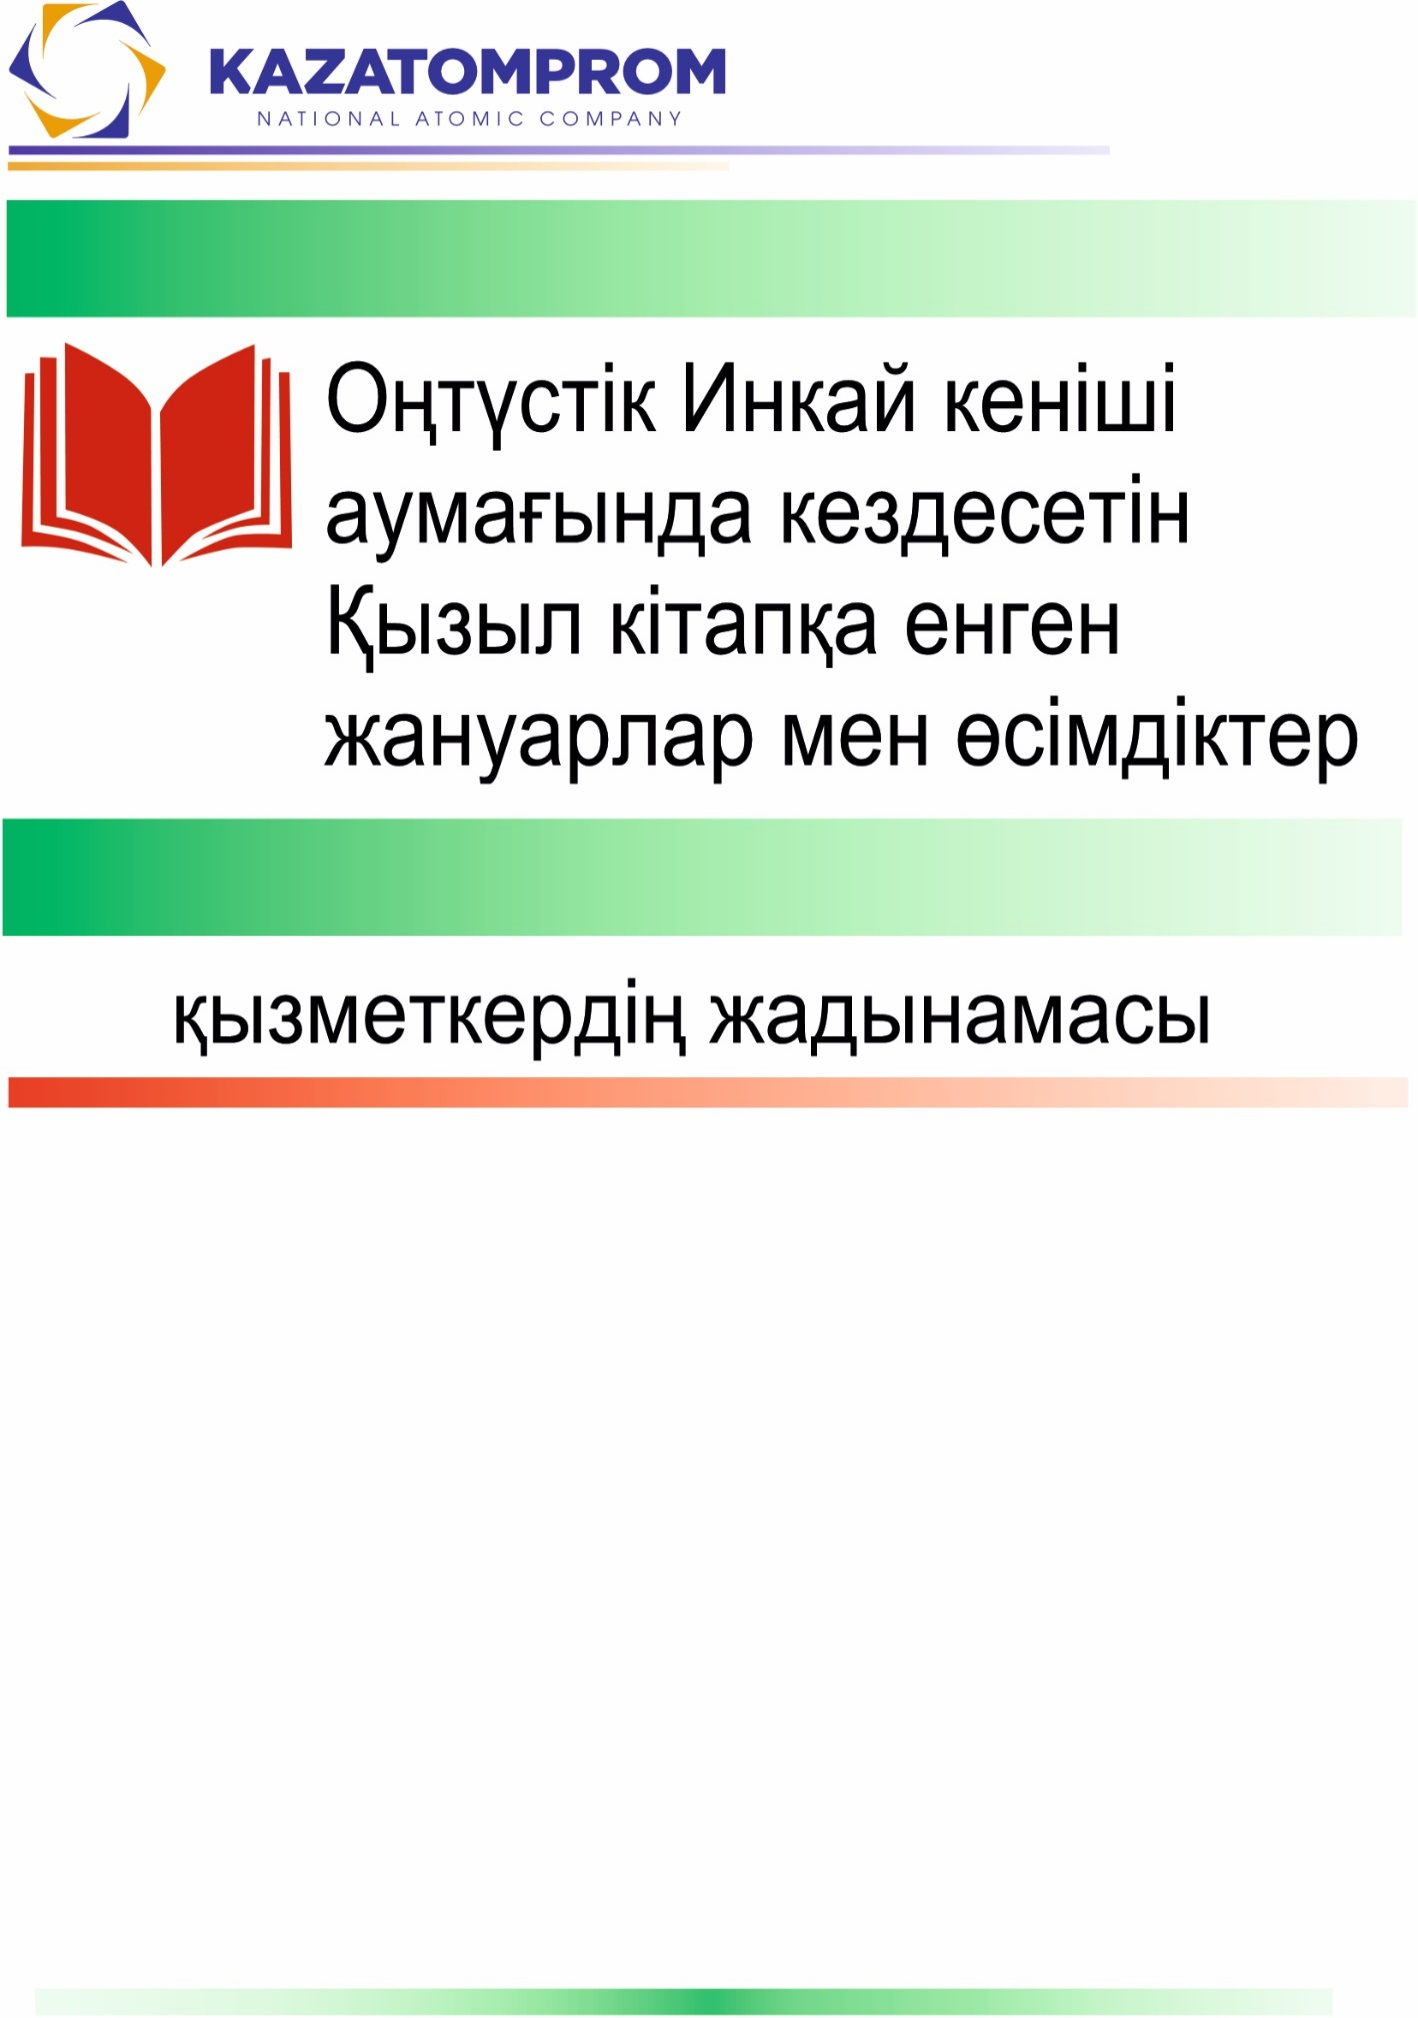 KAZATOMPROM
NATIONAL ATOMIC COMPANY
Оңтүстік Инкай кеніші
аумағында кездесетін
Қызыл кітапқа енген
жануарлар мен өсімдіктер
қызметкердің жадынамасы